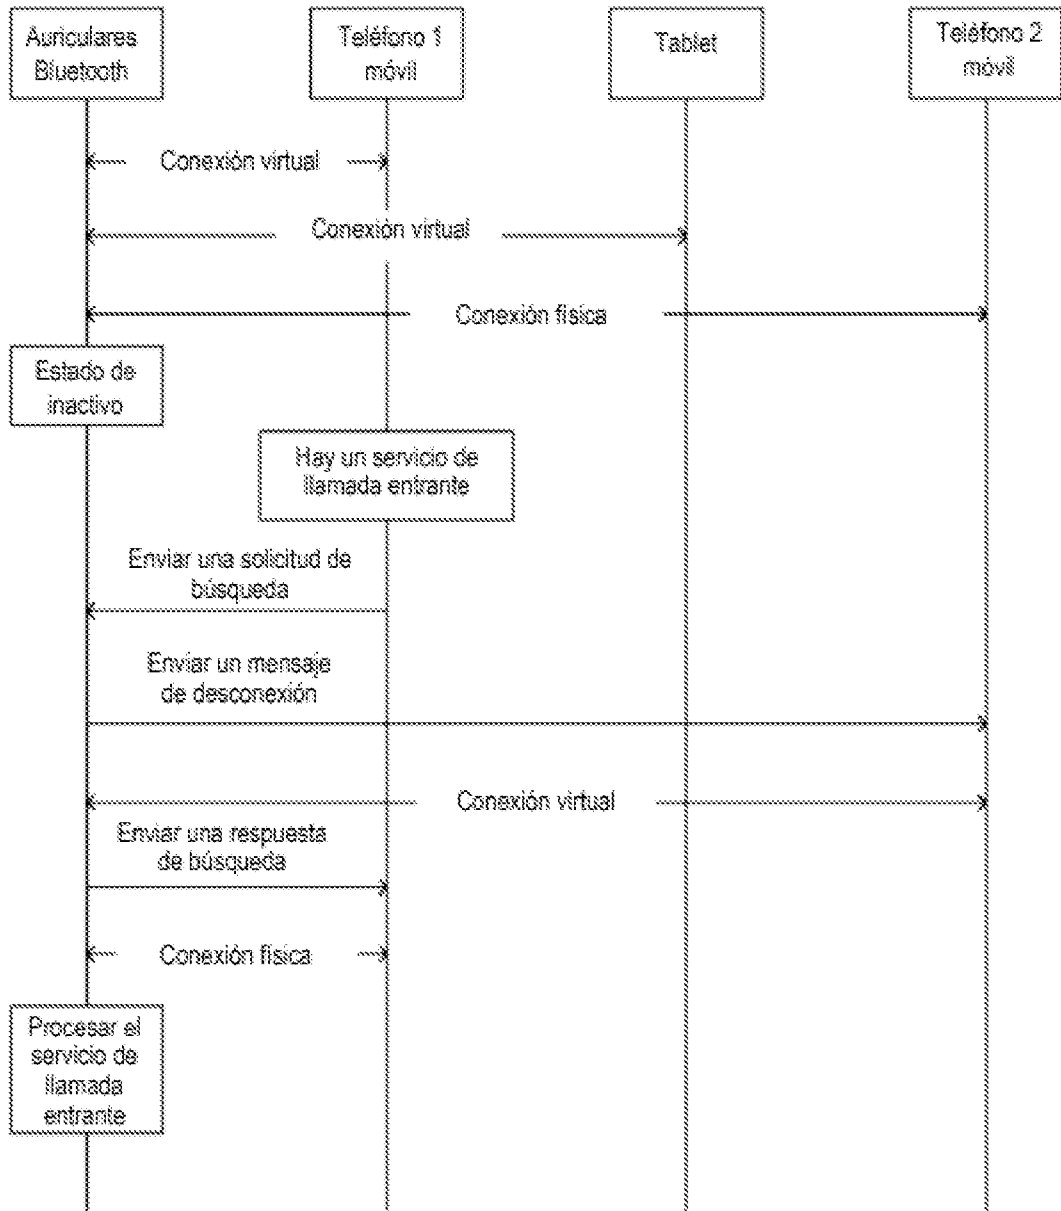 Auriculares
Bluetooth
Teléfono 1
móvil
Tablet
Teléfono 2
móvil
Conexión virtual
Conexión virtual
Conexión física
Estado de
inactivo
Hay un servicio de
llamada entrante
Enviar una solicitud de
búsqueda
Enviar un mensaje
de desconexión
Conexión virtual
Enviar una respuesta
de búsqueda
Conexión física
Procesar el
servicio de
llamada
entrante